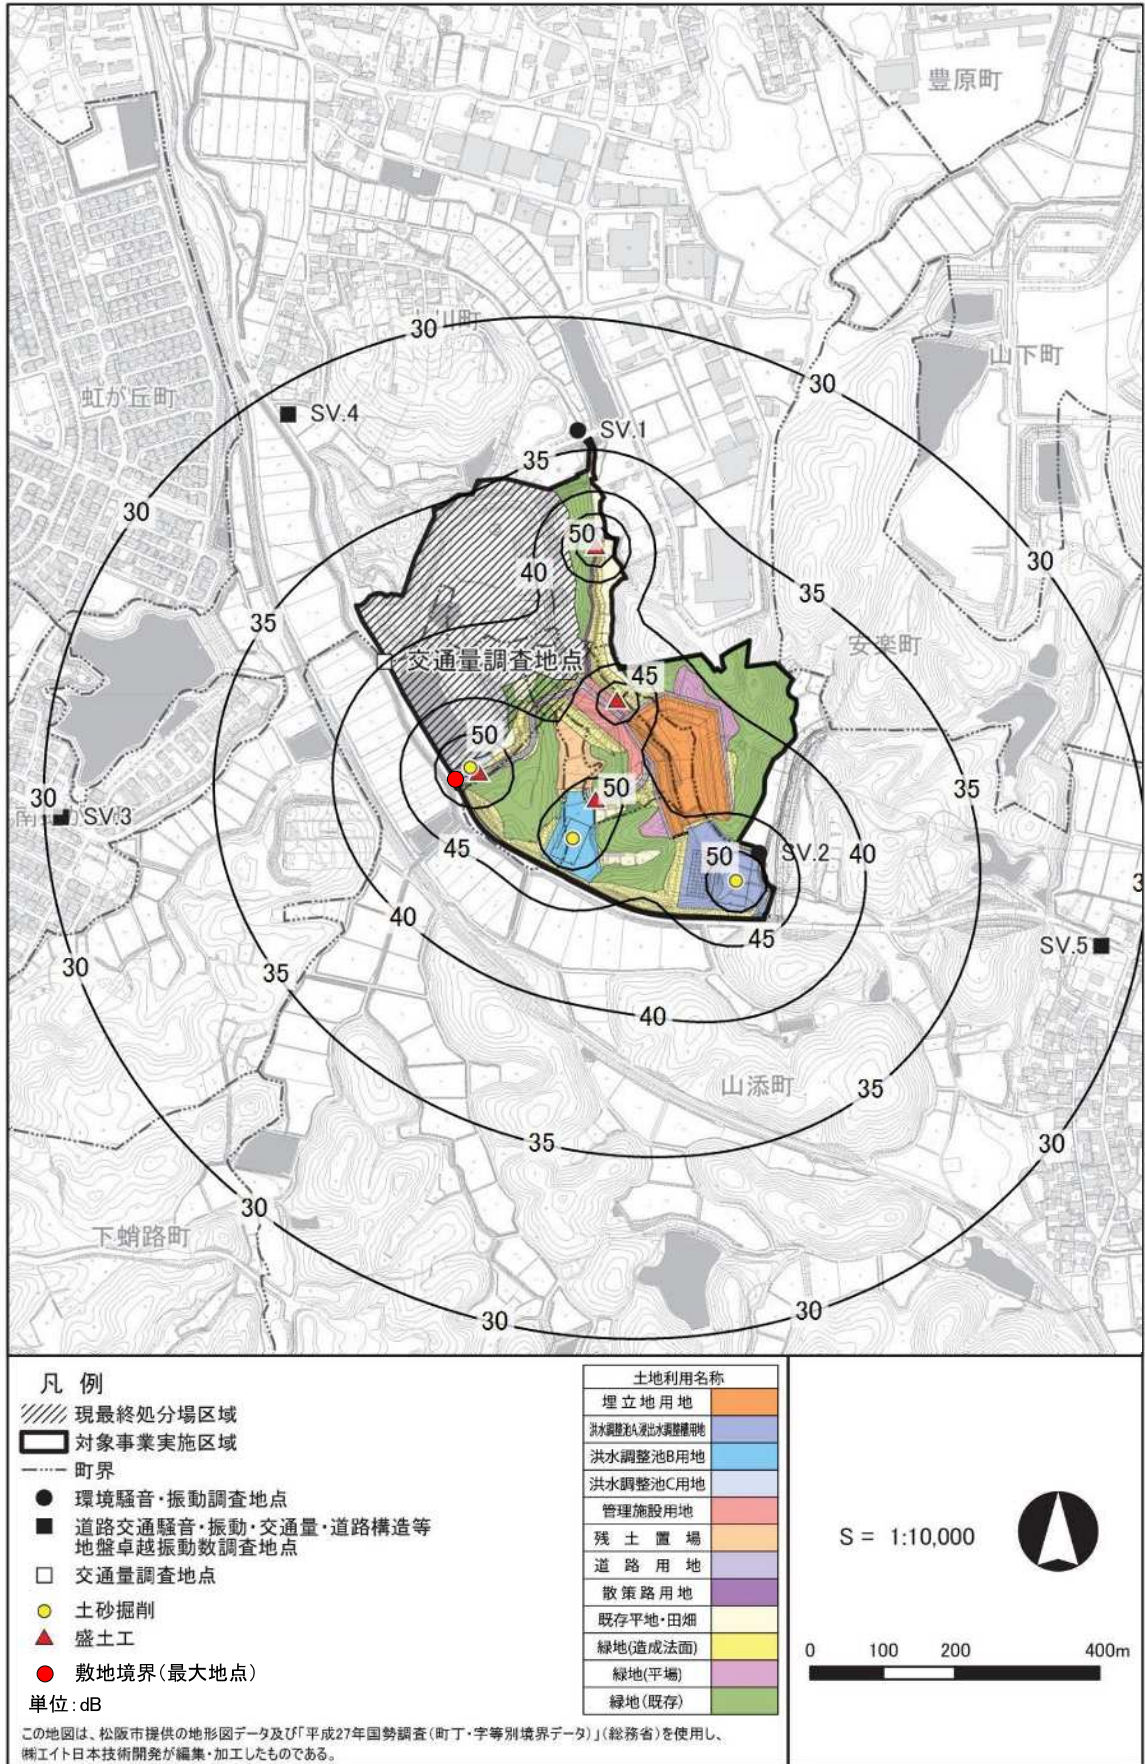 豊原町
山下町
川町
30
30
虹が丘町
SV.4
SV.1
35
30
50
30
40
35
35
安楽町
交通量調査地点
45
50
35
50
30
SV.3
45
50
SV.2
40
40
45
SV.5
30
35
40
山添町
35
35
30
30
下蛸路町
30
30
凡 例
現最終処分場区域
対象事業実施区域
町界
環境騒音・振動調査地点
道路交通騒音・振動・交通量・道路構造等
地盤卓越振動数調査地点
交通量調査地点
土砂掘削
盛土工
敷地境界(最大地点)
単位:dB
土地利用名称
埋立地用地
洪水調整池B用地
洪水調整池C用地
管理施設用地
残土置場
道路用地
散策路用地
既存平地・田畑
緑地(造成法面)
緑地(平場)
緑地(既存)
S = 1:10,000
0 100 200 400m
この地図は、松阪市提供の地形図データ及び「平成27年国勢調査(町丁・字等別境界データ)」(総務省)を使用し、
㈱エイト日本技術開発が編集・加工したものである。